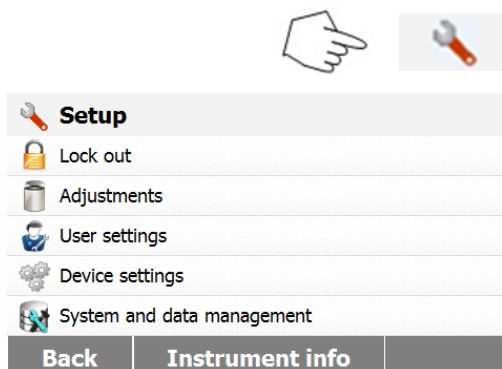 Setup
Lock out
Adjustments
User settings
Device settings
System and data management
Back Instrument info